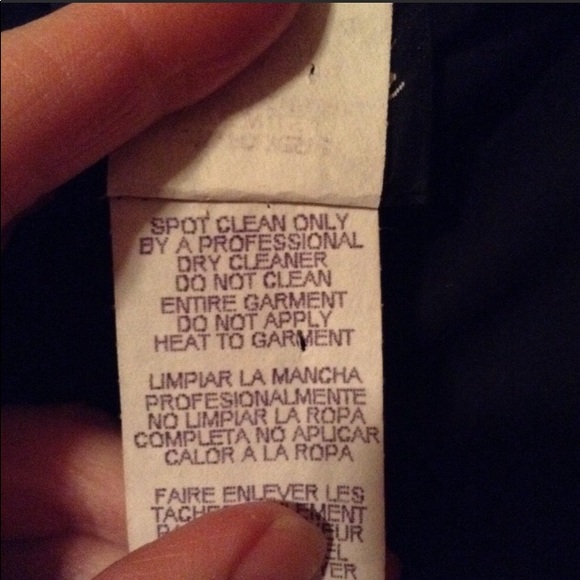 SPOT CLEAN ONLY
BY A PROFESSIONAL
DRY CLEANER
DO NOT CLEAN
ENTIRE GARMENT
DO NOT APPLY
HEAT TO GARMENT
LIMPIAR LA MANCHA
PROFESIONALMENTE
NO LIMPIAR LA ROPA
COMPLETA NO APLICAR
CALOR A LA ROPA
FAIRE ENLEVER LES